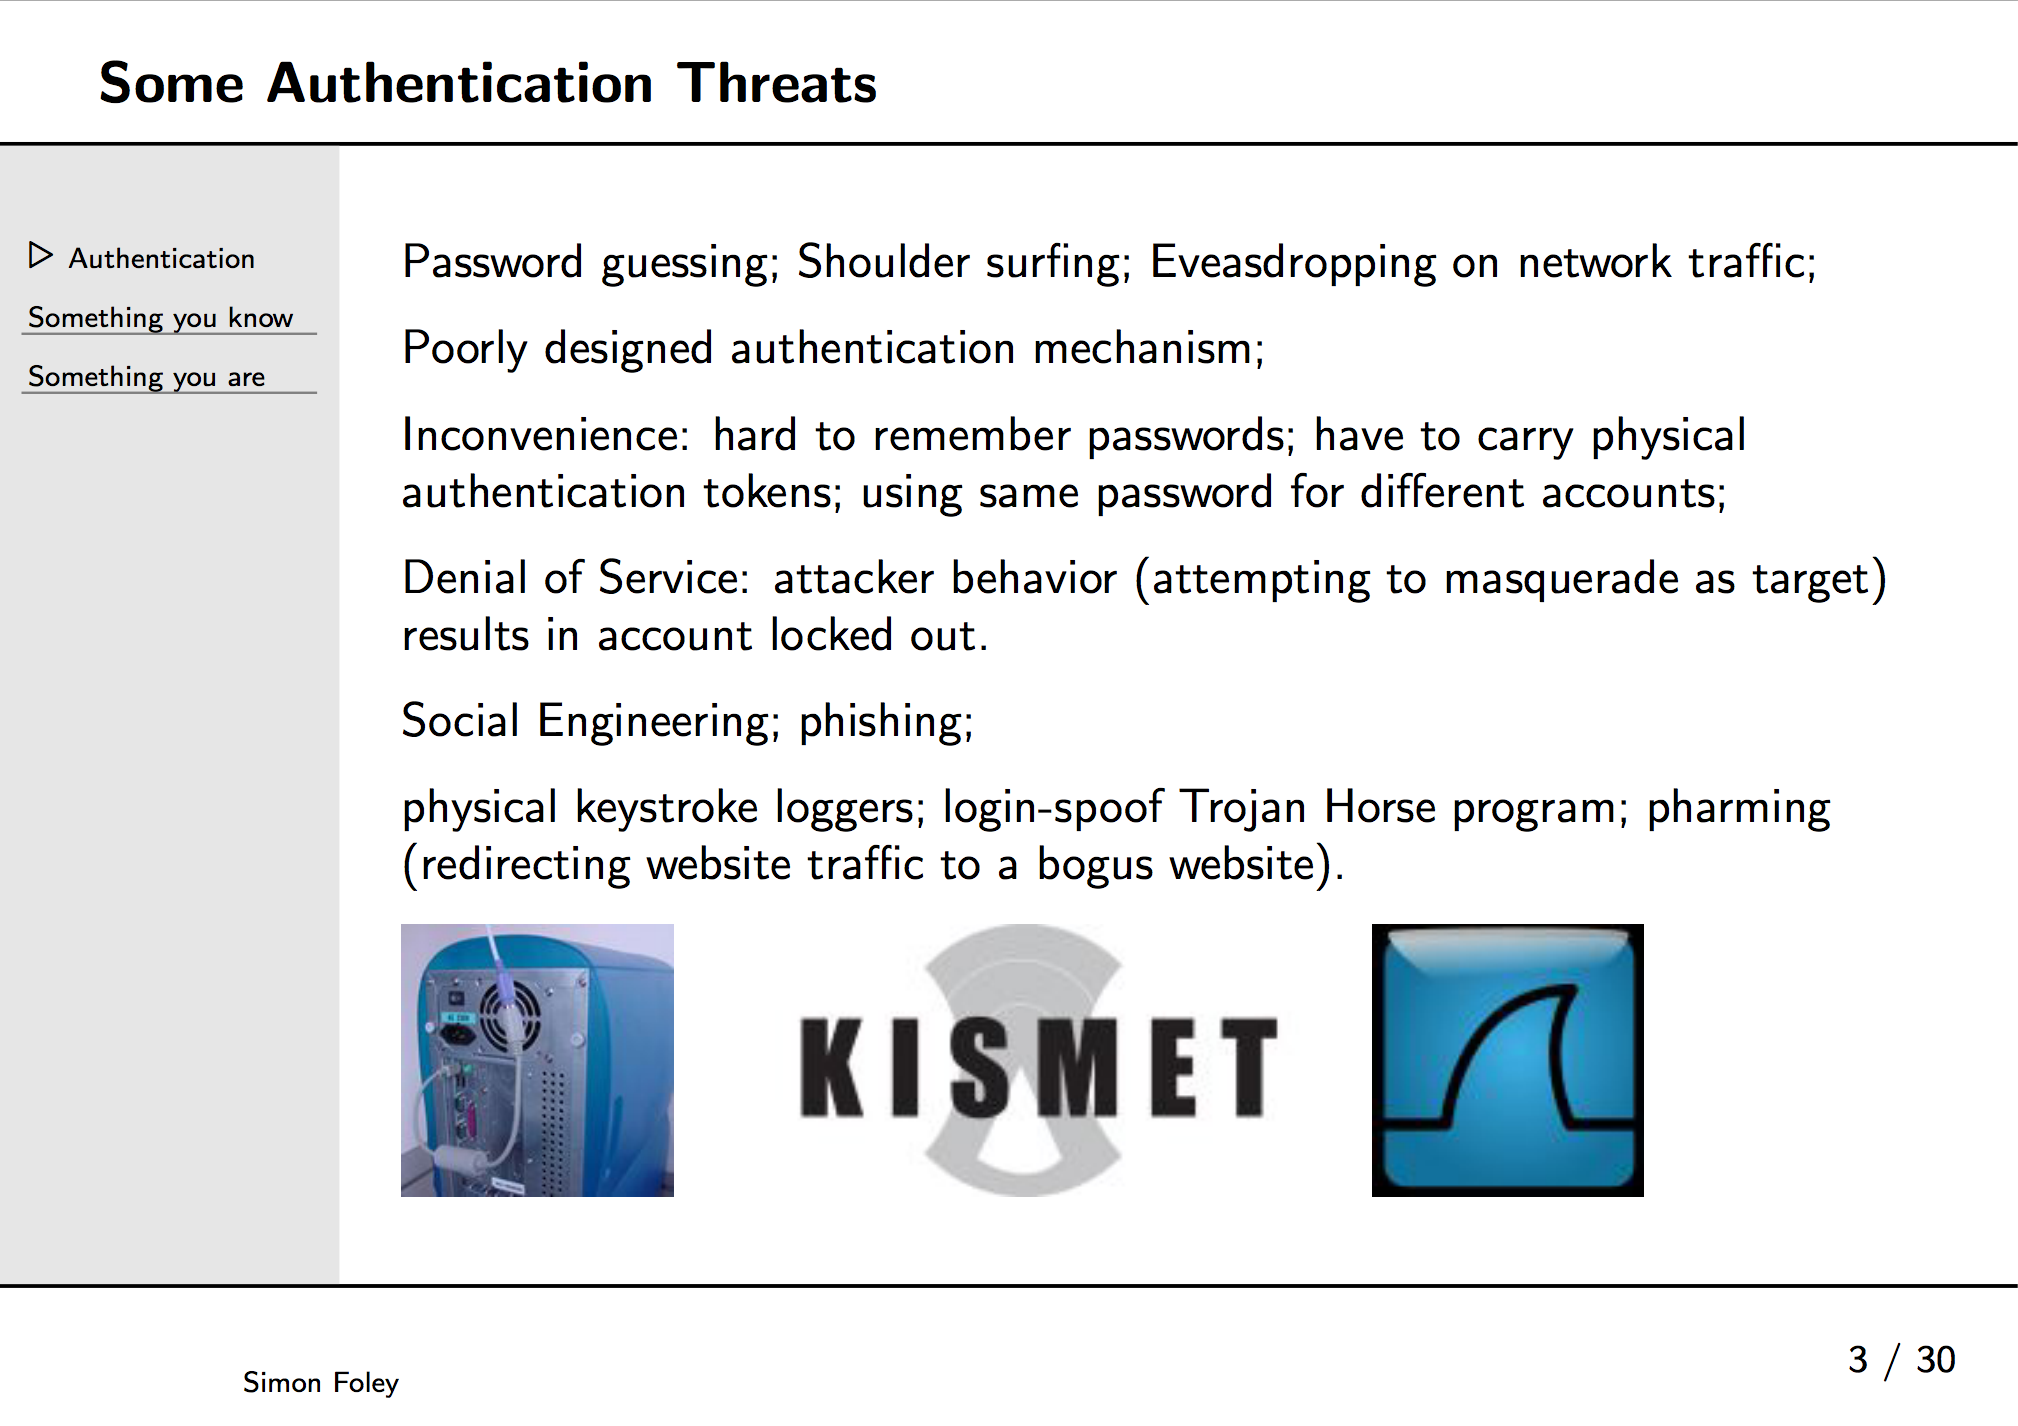 Some Authentication Threats
▷ Authentication
Something you know
Something you are
Password guessing; Shoulder surfing; Eveasdropping on network traffic;
Poorly designed authentication mechanism;
Inconvenience: hard to remember passwords; have to carry physical
authentication tokens; using same password for different accounts;
Denial of Service: attacker behavior (attempting to masquerade as target)
results in account locked out.
Social Engineering; phishing;
physical keystroke loggers; login-spoof Trojan Horse program; pharming
(redirecting website traffic to a bogus website).
KISMET
Simon Foley
3 / 30